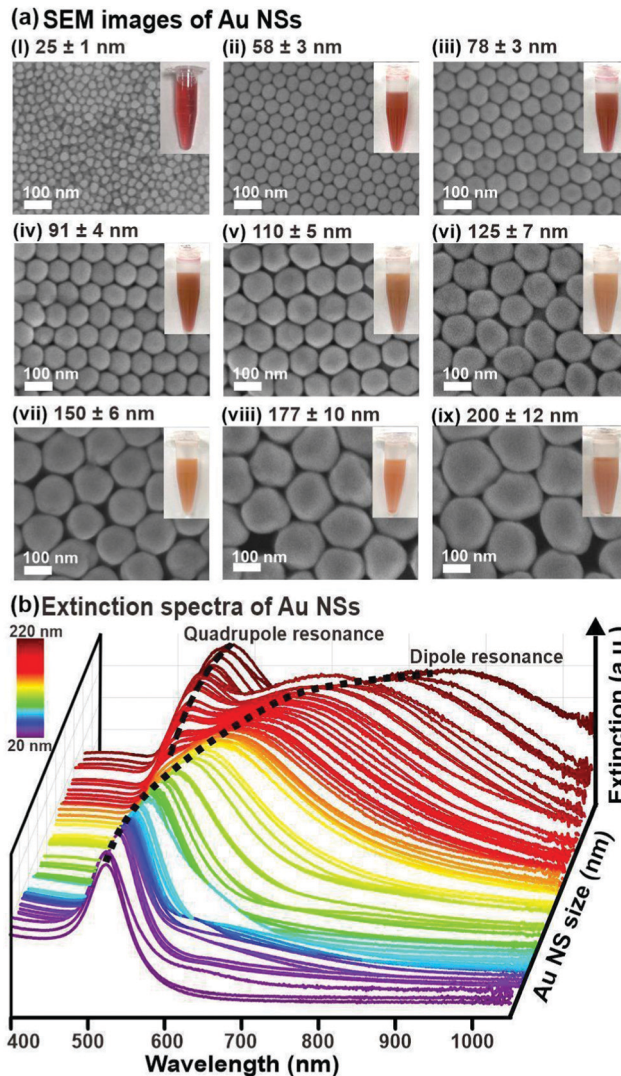 (a) SEM images of Au NSs
(I) 25 ± 1 nm
(ii) 58 ± 3 nm
(iii) 78 ± 3 nm
100 nm
100 nm
100 nm
(iv) 91 ± 4 nm
(v) 110 ± 5 nm
(vi) 125 ± 7 nm
100 nm
100 nm
100 nm
(vii) 150 ± 6 nm
(viii) 177 ± 10 nm
(ix) 200 ± 12 nm
100 nm
100 nm
100 nm
(b) Extinction spectra of Au NSs
220 nm
20 nm
Quadrupole resonance
Dipole resonance
Extinction (a.u.)
Au NS size (nm)
400 500 600 700 800 900 1000
Wavelength (nm)